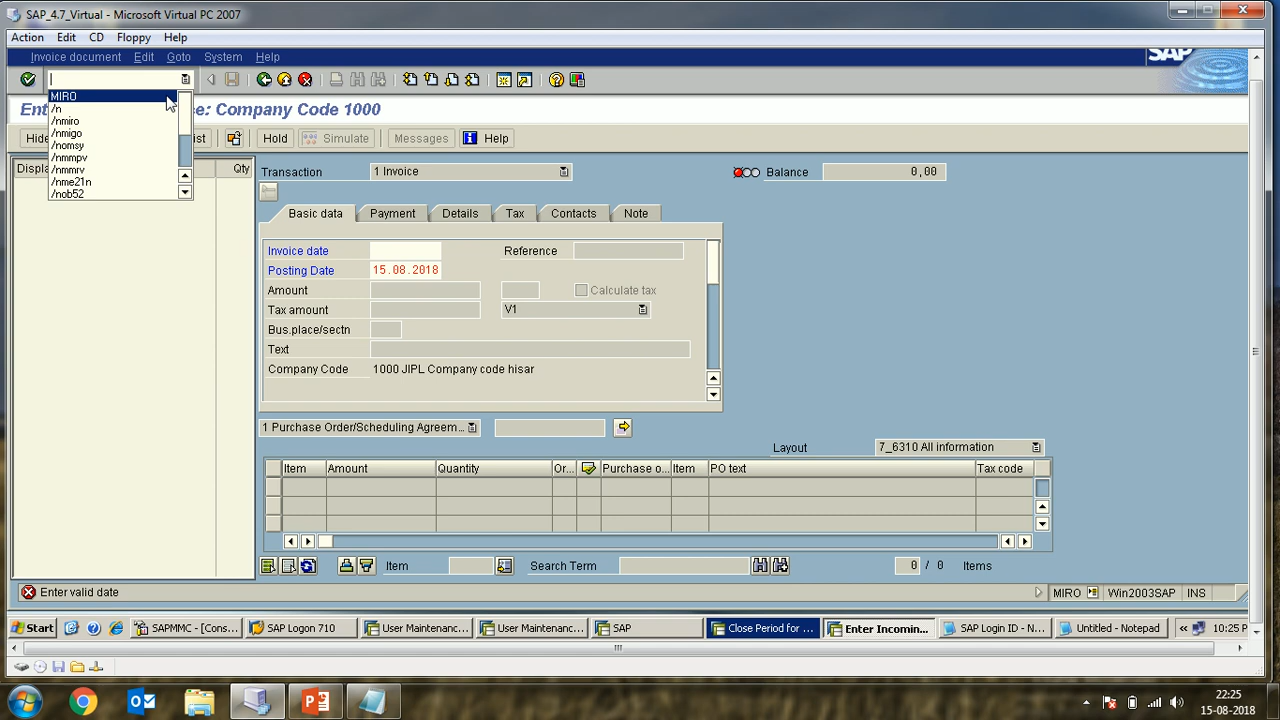 SAP_4.7_Virtual - Microsoft Virtual PC 2007
Action Edit CD Floppy Help
Invoice document Edit Goto System Help
SAP
MIRO
/n
/nmiro
/nmigo
/nomsy
/nmmpv
/nmmrv
/nme21n
/nob52
Ent ce: Company Code 1000
Hide ist Hold Simulate Messages Help
Displa Qty
Transaction 1 Invoice Balance 0,00
Basic data Payment Details Tax Contacts Note
Invoice date Reference
Posting Date 15.08.2018
Amount Calculate tax
Tax amount V1
Bus.place/sectn
Text
Company Code 1000 JIPL Company code hisar
1 Purchase Order/Scheduling Agreem...
Layout 7_6310 All information
Item Amount Quantity Or... Purchase o... Item PO text Tax code
Item Search Term 0 / 0 Items
Enter valid date MIRO Win2003SAP INS
Start SAPMMC - [Cons... SAP Logon 710 User Maintenanc... User Maintenanc... SAP Close Period for ... Enter Incomin... SAP Login ID - N... Untitled - Notepad 10:25 P
22:25
15-08-2018